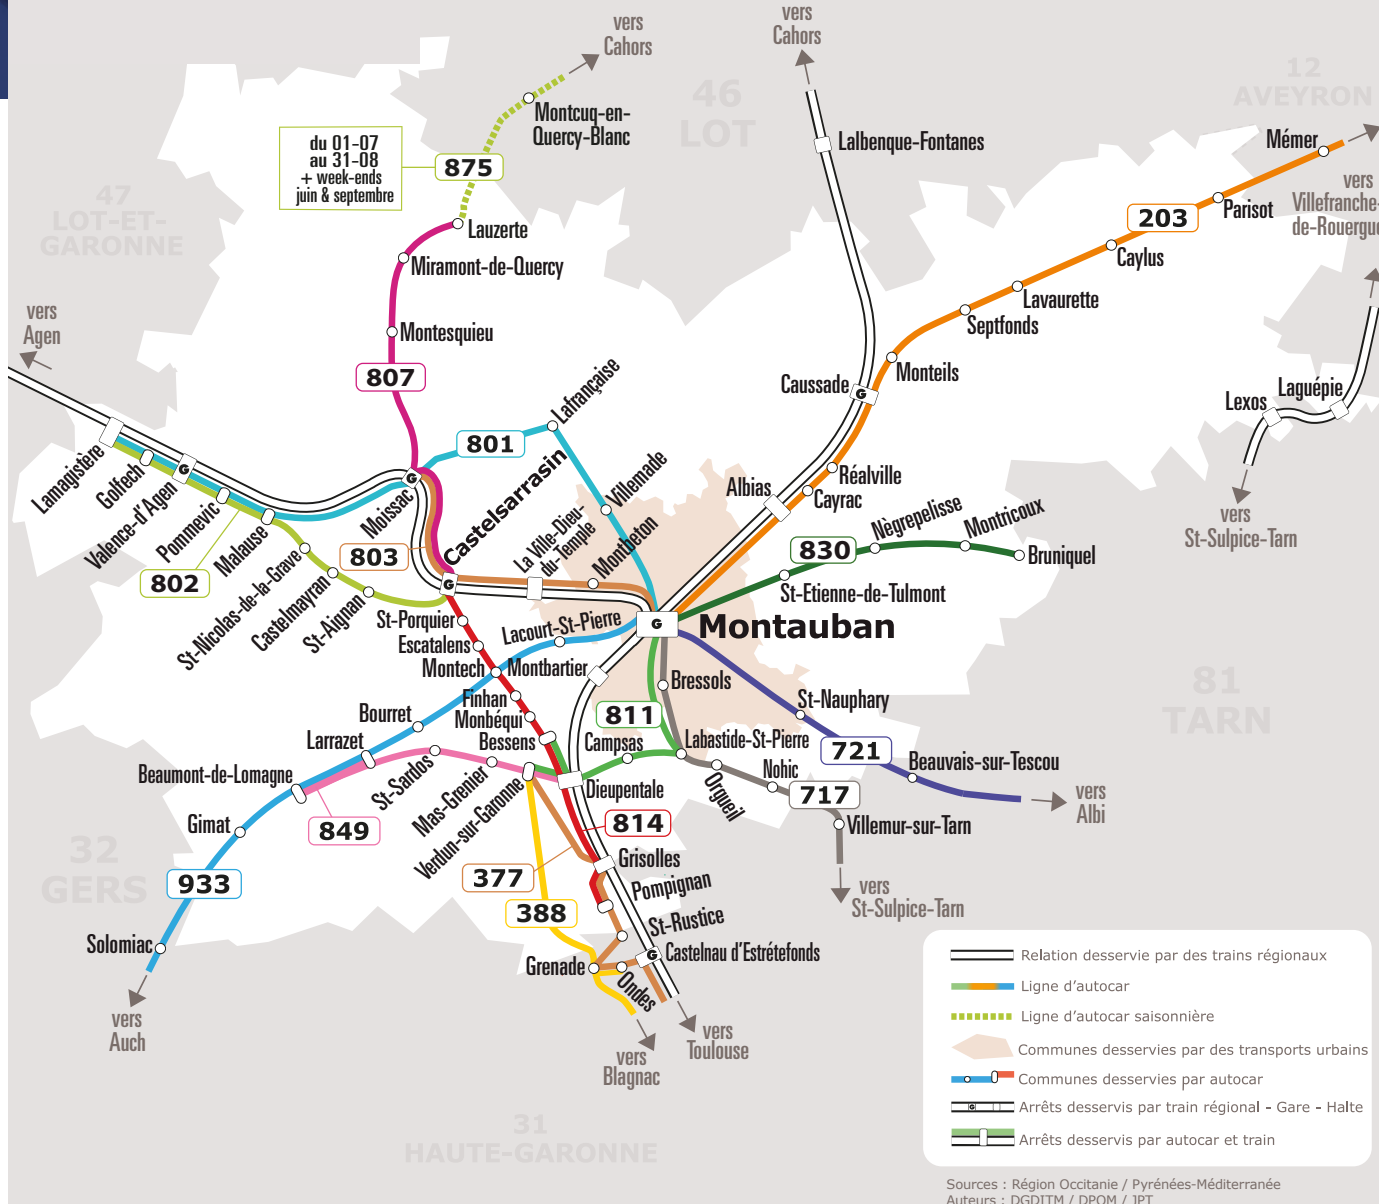 vers
Cahors
vers
Cahors
46
LOT
12
AVEYRON
47
LOT-ET-
GARONNE
du 01-07
au 31-08
+ week-ends
juin & septembre
875
Montcuq-en-
Quercy-Blanc
Lalbenque-Fontanes
Mémer
vers
Villefranche-
de-Rouergue
Parisot
203
Caylus
Lauzerte
Miramont-de-Quercy
Lavaurette
Septfonds
vers
Agen
Montesquieu
Monteils
807
Caussade
Laguépie
Lexos
Lafrançaise
801
Lamagistère
Golfech
Valence-d'Agen
Pommevic
Malause
Moissac
Castelsarrasin
Villemade
Albias
Réalville
Cayrac
vers
St-Sulpice-Tarn
Nègrepelisse
Montricoux
Bruniquel
830
803
802
La Ville-Dieu-
du-Temple
Montbeton
St-Etienne-de-Tulmont
St-Nicolas-de-la-Grave
Castelmayran
St-Aignan
St-Porquier
Escatalens
Montech
Lacourt-St-Pierre
Montbartier
Montauban
Bressols
81
TARN
Finhan
Monbéqui
Bessens
811
St-Nauphary
721
Bourret
Larrazet
Campsas
Labastide-St-Pierre
Beauvais-sur-Tescou
Beaumont-de-Lomagne
St-Sardos
Mas-Grenier
Verdun-sur-Garonne
Dieupentale
Orgueil
Nohic
717
vers
Albi
Gimat
849
814
Villemur-sur-Tarn
32
GERS
933
377
388
Grisolles
Pompignan
St-Rustice
vers
St-Sulpice-Tarn
Solomiac
Grenade
Ondes
Castelnau d'Estrétefonds
vers
Auch
vers
Blagnac
vers
Toulouse
31
HAUTE-GARONNE
G
G
G
G
G
G
Relation desservie par des trains régionaux
Ligne d'autocar
Ligne d'autocar saisonnière
Communes desservies par des transports urbains
Communes desservies par autocar
G
Arrêts desservis par train régional - Gare - Halte
Arrêts desservis par autocar et train
Sources : Région Occitanie / Pyrénées-Méditerranée
Auteurs : DGDITM / DPOM / JPT